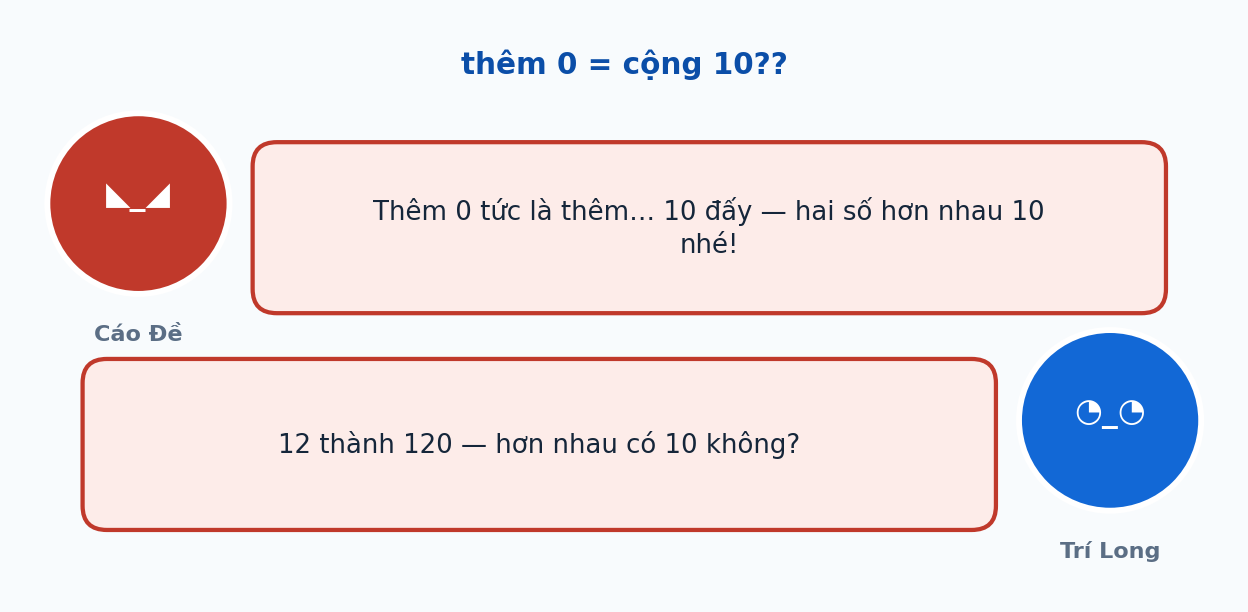 thêm 0 = cộng 10??
Thêm 0 tức là thêm… 10 đấy — hai số hơn nhau 10
nhé!
Cáo Đề
12 thành 120 — hơn nhau có 10 không?
Trí Long